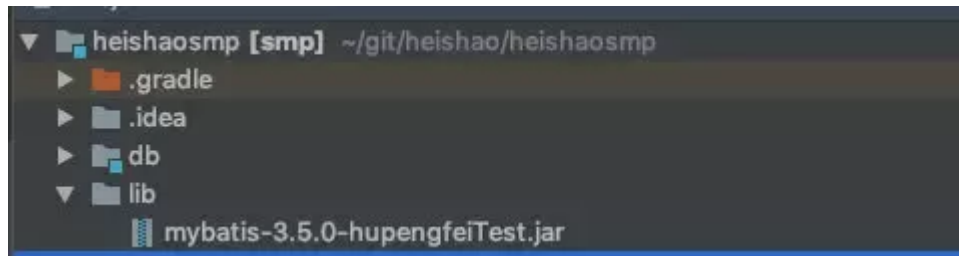 heishaosmp [smp] ~/git/heishao/heishaosmp
.gradle
.idea
db
lib
mybatis-3.5.0-hupengfeiTest.jar